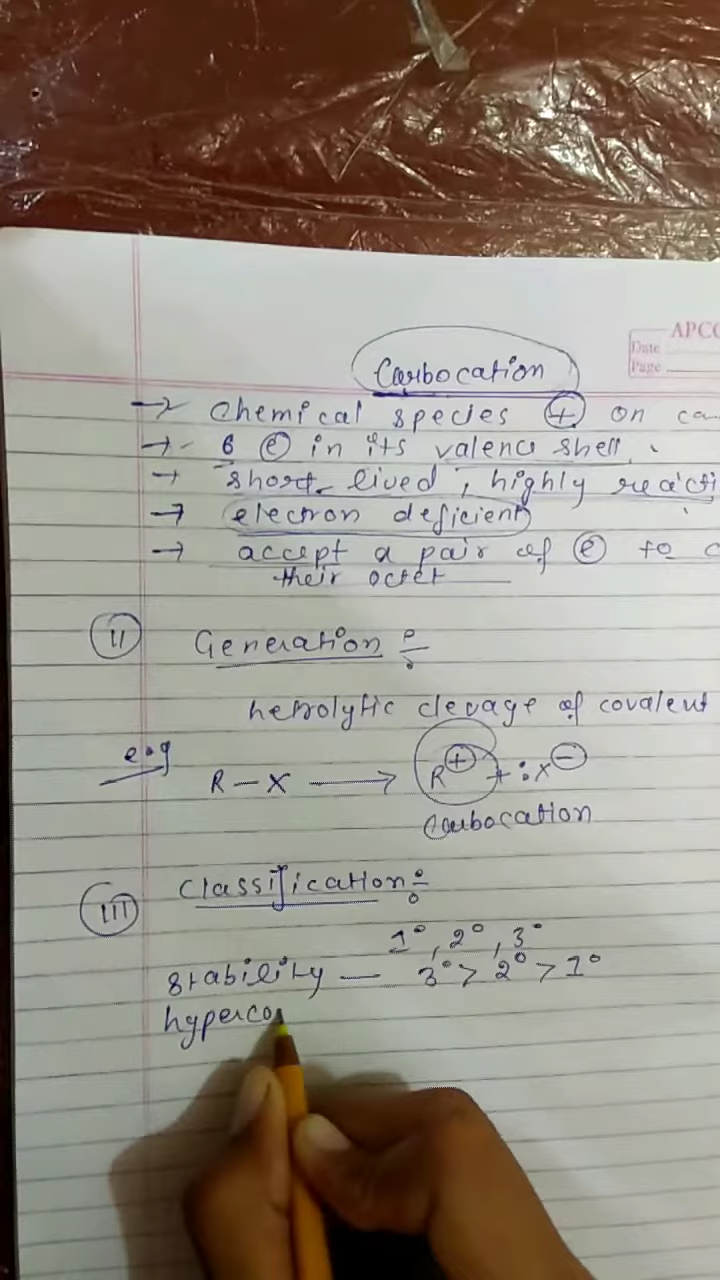 APCO
Date
Page
Carbocation
→ Chemical species ⊕ on ca
→ 6 ⓔ in its valence shell.
→ short-lived, highly reacti
→ electron deficient
→ accept a pair of ⓔ to c
their octet
II Generation :-
hetrolytic clevage of covalent
e.g R-X ⟶ R⊕ + :X⊖
Carbocation
III Classification :-
1°, 2°, 3°
stability — 3° > 2° > 1°
hyperco